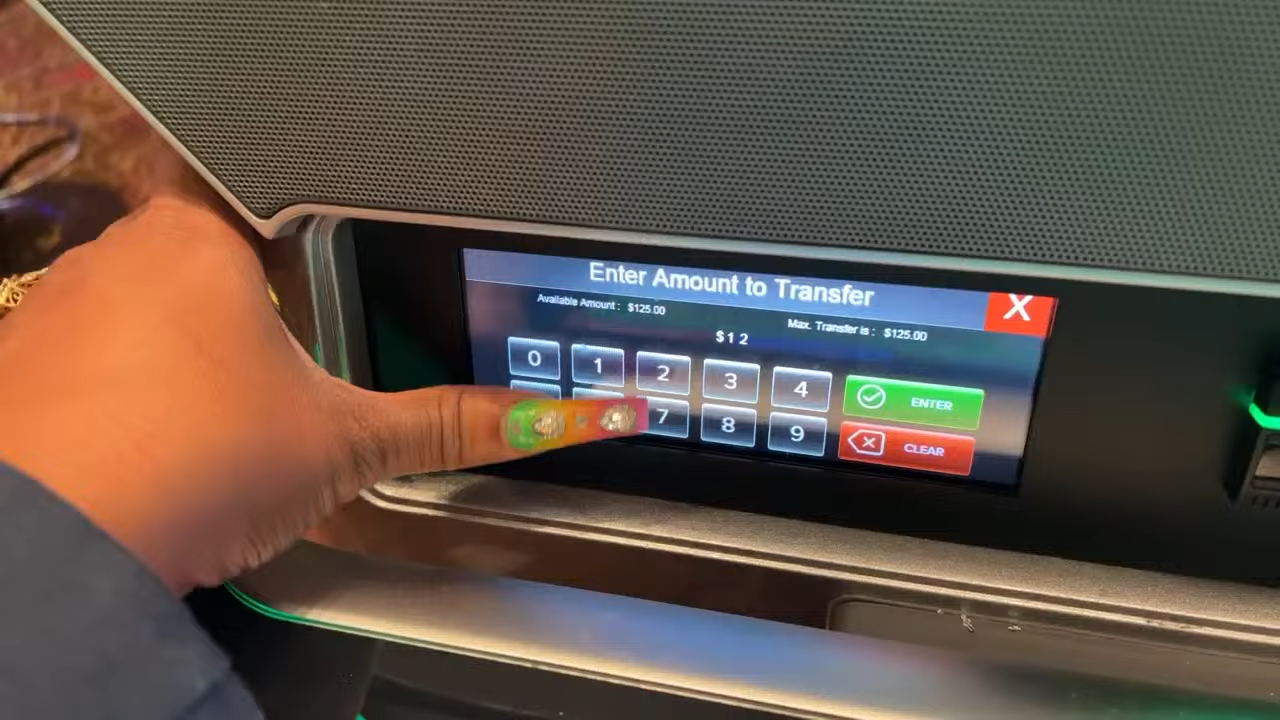 Enter Amount to Transfer
X
Available Amount : $125.00
Max. Transfer is : $125.00
$12
0 1 2 3 4 ENTER
7 8 9 CLEAR